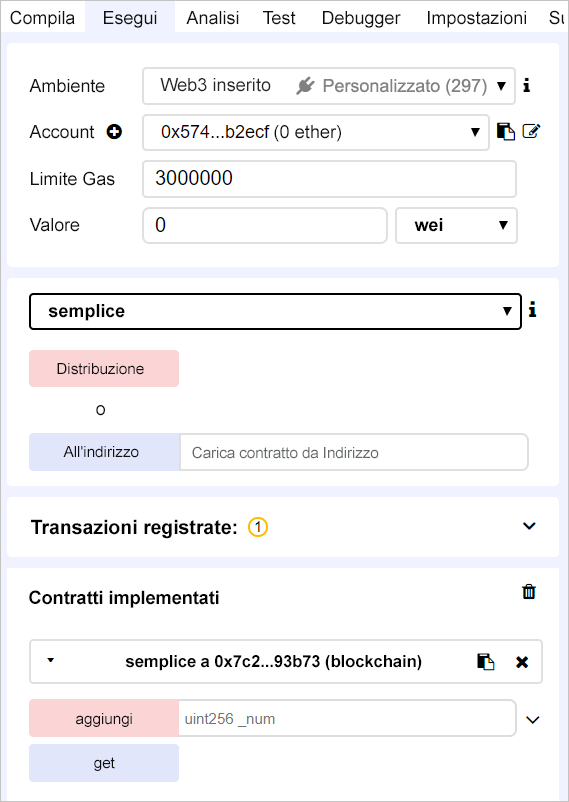 Compila Esegui Analisi Test Debugger Impostazioni Su
Ambiente Web3 inserito Personalizzato (297)
Account 0x574...b2ecf (0 ether)
Limite Gas 3000000
Valore 0 wei
semplice
Distribuzione
o
All'indirizzo Carica contratto da Indirizzo
Transazioni registrate: 1
Contratti implementati
semplice a 0x7c2...93b73 (blockchain)
aggiungi uint256 _num
get